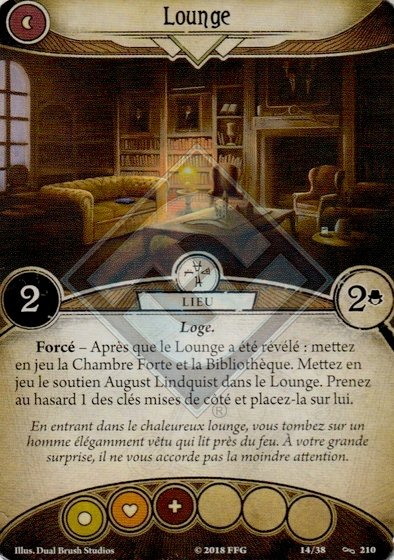 Lounge
2
2
LIEU
Loge.
Forcé – Après que le Lounge a été révélé : mettez
en jeu la Chambre Forte et la Bibliothèque. Mettez en
jeu le soutien August Lindquist dans le Lounge. Prenez
au hasard 1 des clés mises de côté et placez-la sur lui.
En entrant dans le chaleureux lounge, vous tombez sur un
homme élégamment vêtu qui lit près du feu. À votre grande
surprise, il ne vous accorde pas la moindre attention.
®
Illus. Dual Brush Studios
© 2018 FFG
14/38
210